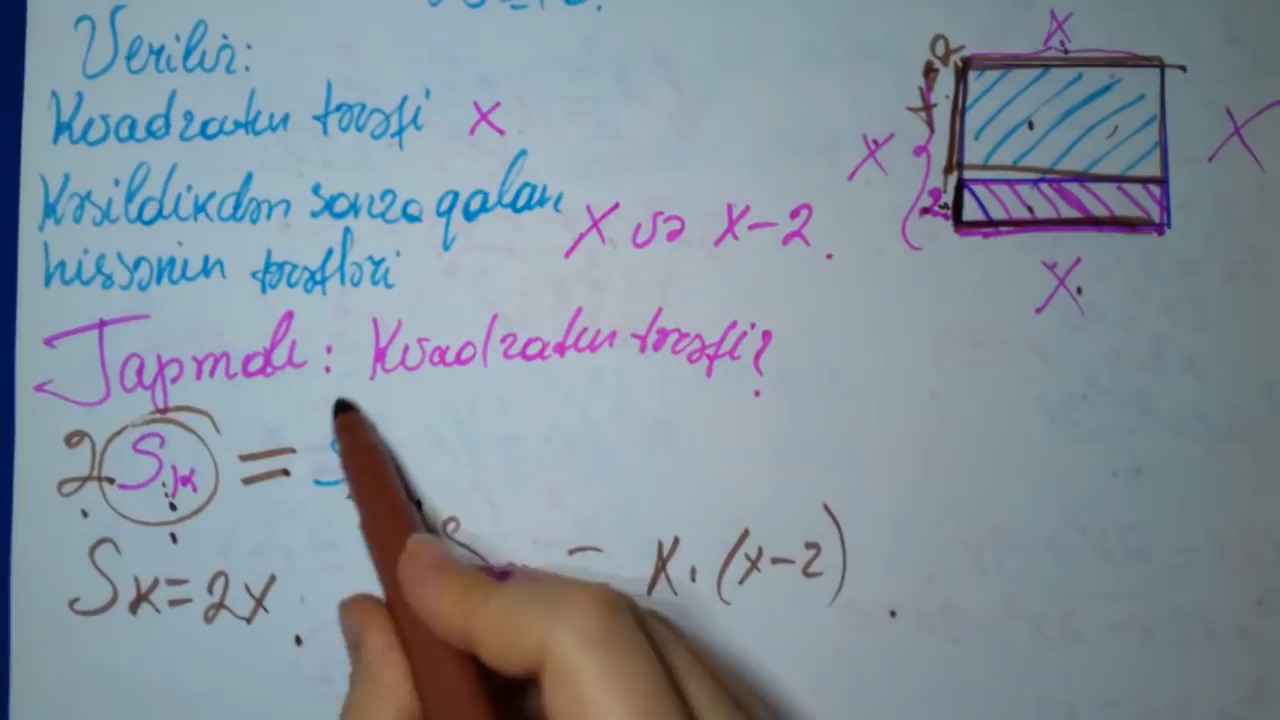 Verilir:
Kvadratın tərəfi x
Kəsildikdən sonra qalan
hissənin tərəfləri x və x-2.
Tapmalı: Kvadratın tərəfi?
2 Sk = S
Sk = 2x
S = x·(x-2)
x
x-2
x
2
x
x